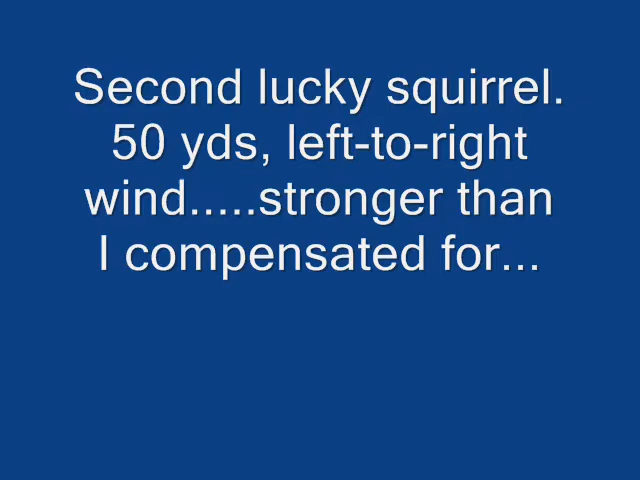 Second lucky squirrel.
50 yds, left-to-right
wind.....stronger than
I compensated for...